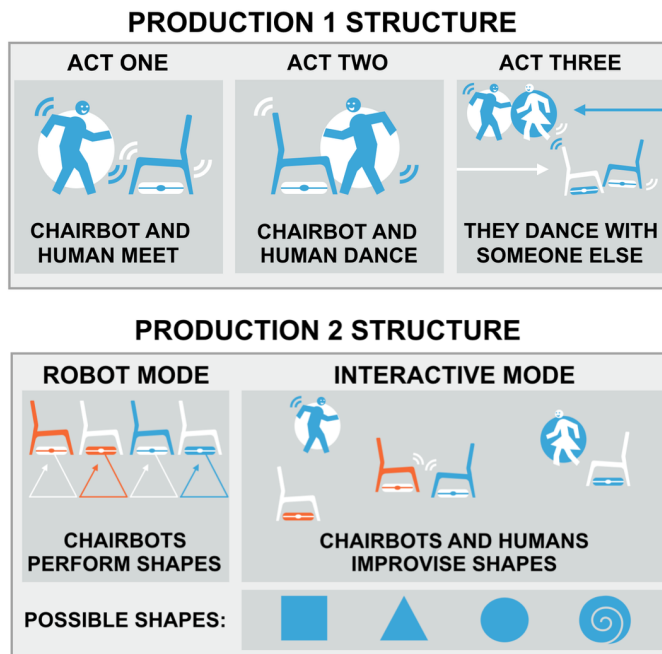 PRODUCTION 1 STRUCTURE
ACT ONE
CHAIRBOT AND
HUMAN MEET
ACT TWO
CHAIRBOT AND
HUMAN DANCE
ACT THREE
THEY DANCE WITH
SOMEONE ELSE
PRODUCTION 2 STRUCTURE
ROBOT MODE
CHAIRBOTS
PERFORM SHAPES
INTERACTIVE MODE
CHAIRBOTS AND HUMANS
IMPROVISE SHAPES
POSSIBLE SHAPES: